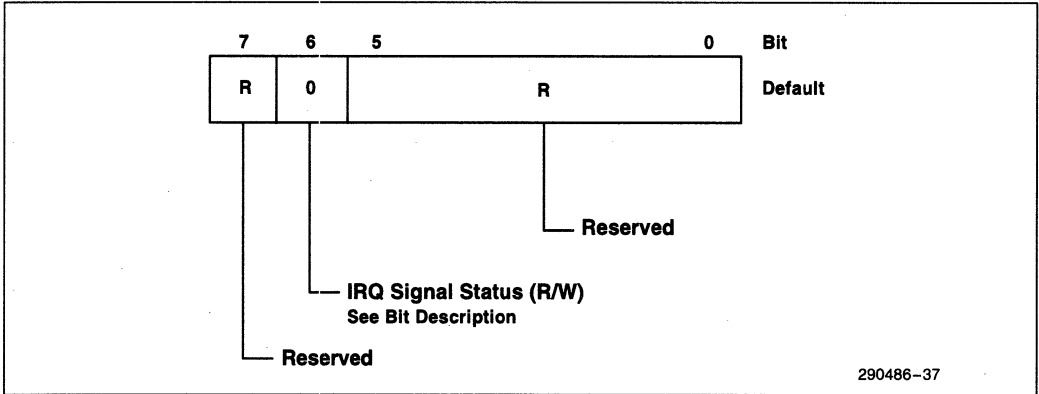 7 6 5 0 Bit
R 0 R Default
Reserved
IRQ Signal Status (R/W)
See Bit Description
Reserved
290486–37